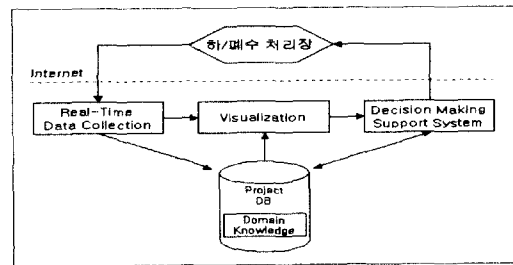 하/폐수 처리장
Internet
Real-Time
Data Collection
Visualization
Decision Making
Support System
Project
DB
Domain
Knowledge